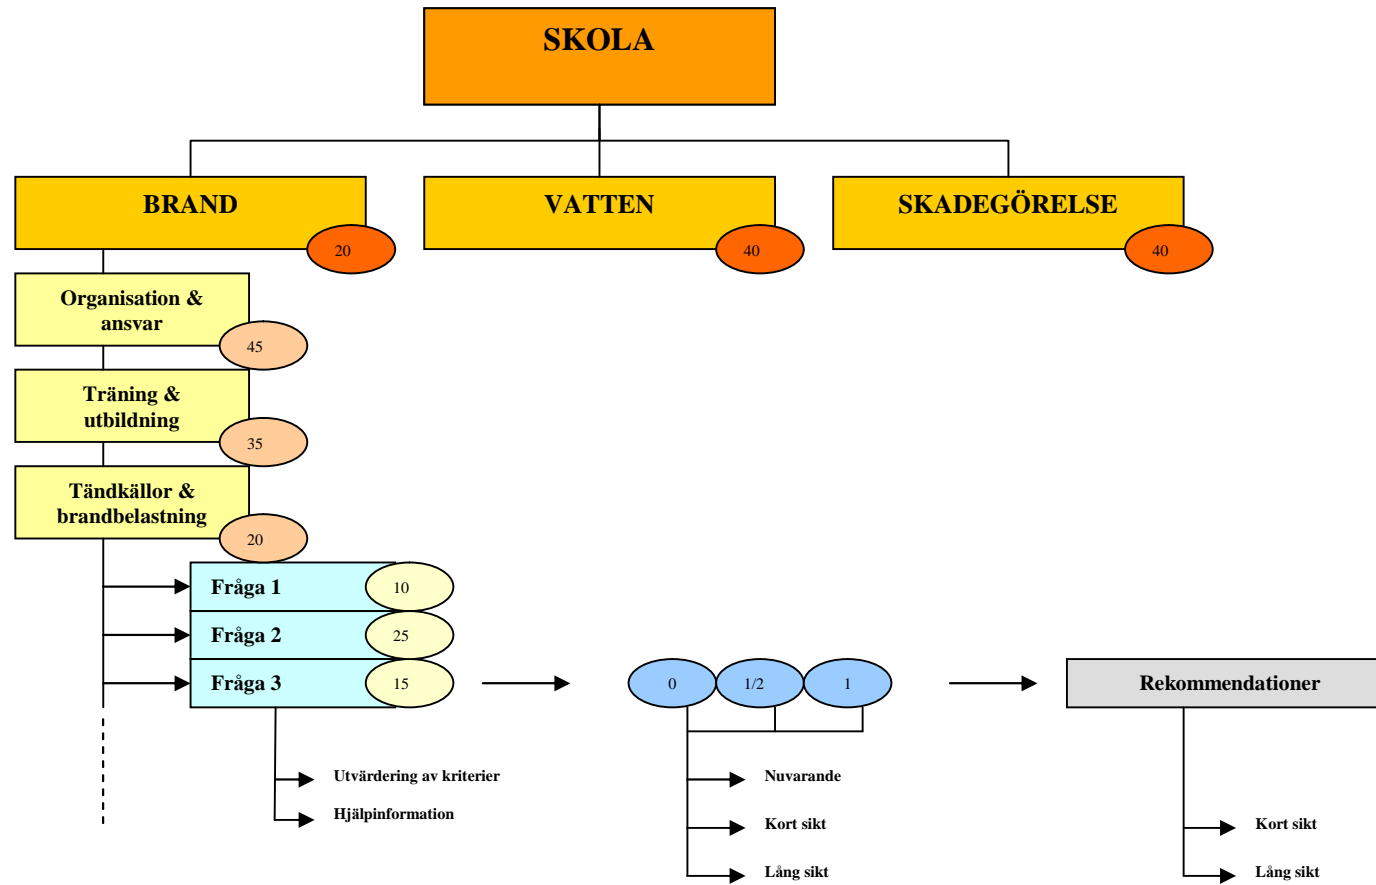 SKOLA
BRAND
VATTEN
SKADEGÖRELSE
20
40
40
Organisation &
ansvar
45
Träning &
utbildning
35
Tändkällor &
brandbelastning
20
Fråga 1
10
Fråga 2
25
Fråga 3
15
0
1/2
1
Rekommendationer
Utvärdering av kriterier
Hjälpinformation
Nuvarande
Kort sikt
Lång sikt
Kort sikt
Lång sikt